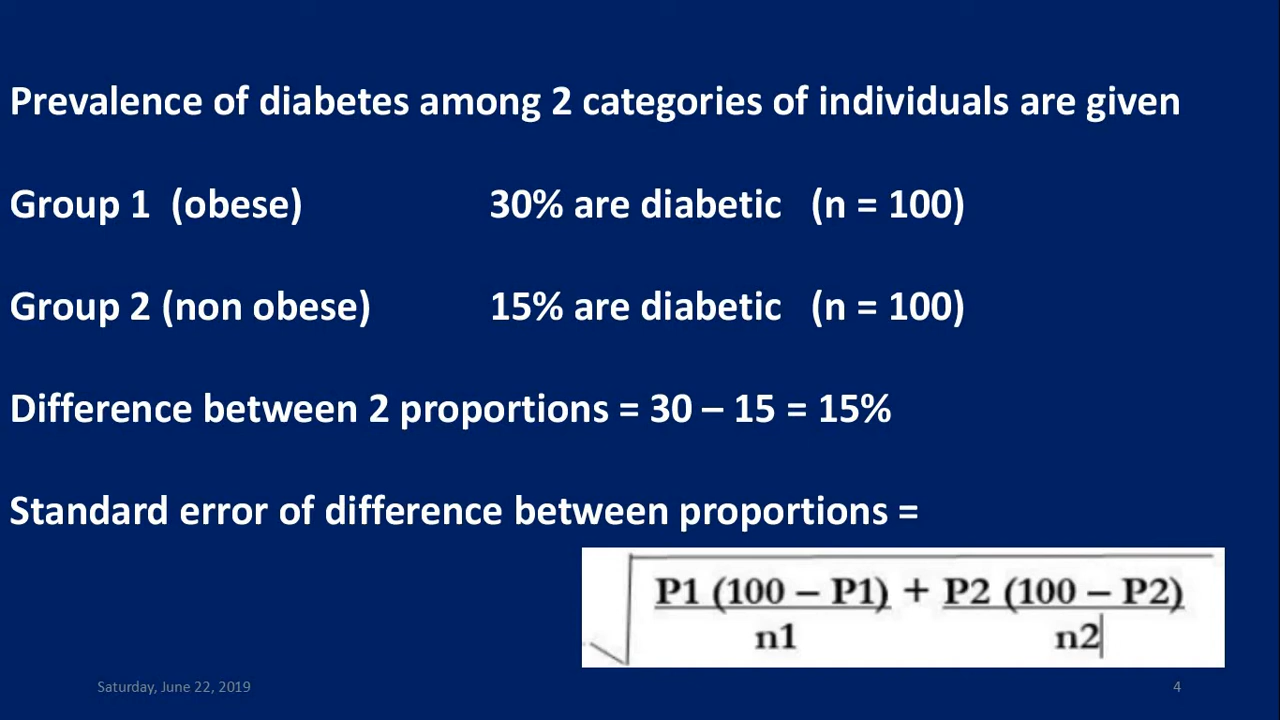 Prevalence of diabetes among 2 categories of individuals are given
Group 1 (obese) 30% are diabetic (n = 100)
Group 2 (non obese) 15% are diabetic (n = 100)
Difference between 2 proportions = 30 – 15 = 15%
Standard error of difference between proportions =
√ P1 (100 – P1) + P2 (100 – P2)
n1 n2
Saturday, June 22, 2019 4